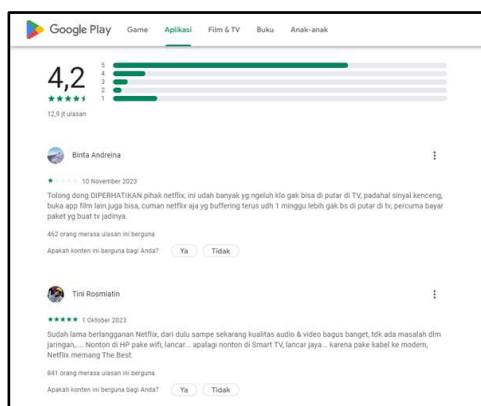 Google Play Game Aplikasi Film & TV Buku Anak-anak
4,2
12,9 jt ulasan
5
4
3
2
1
Binta Andreina
10 November 2023
Tolong dong DIPERHATIKAN pihak netflix, ini udah banyak yg ngeluh klo gak bisa di putar di TV, padahal sinyal kenceng,
buka app film lain juga bisa, cuman netflix aja yg buffering terus udh 1 minggu lebih gak bs di putar di tv, percuma bayar
paket yg buat tv jadinya.
462 orang merasa ulasan ini berguna
Apakah konten ini berguna bagi Anda? Ya Tidak
Tini Rosmiatin
1 Oktober 2023
Sudah lama berlangganan Netflix, dari dulu sampe sekarang kualitas audio & video bagus banget, tdk ada masalah dlm
jaringan,.... Nonton di HP pake wifi, lancar... apalagi nonton di Smart TV, lancar jaya... karena pake kabel ke modem,
Netflix memang The Best.
841 orang merasa ulasan ini berguna
Apakah konten ini berguna bagi Anda? Ya Tidak